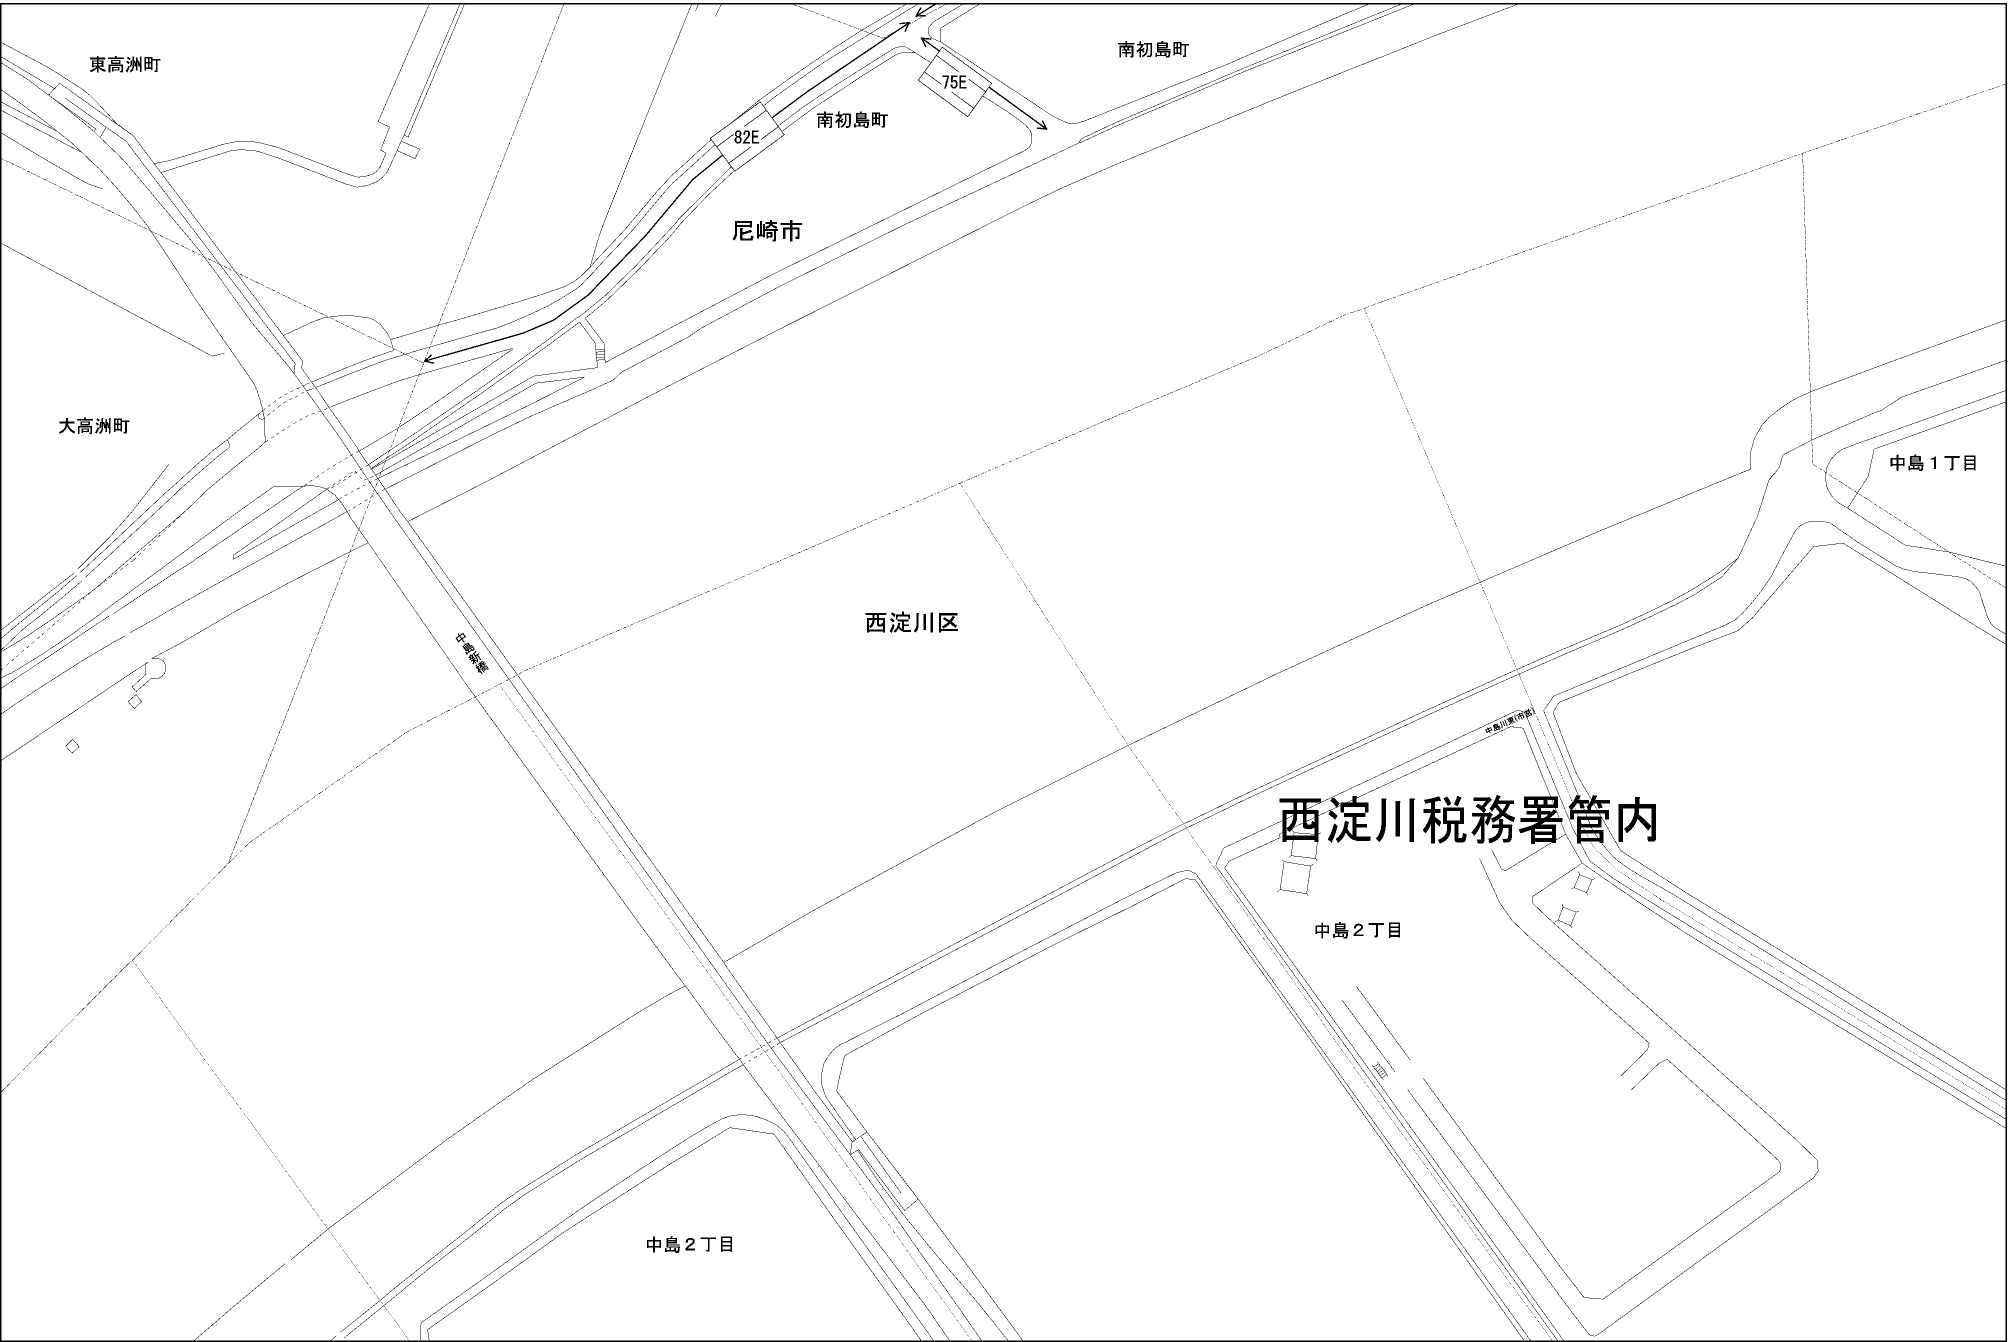 東高洲町
南初島町
75E
南初島町
82E
尼崎市
大高洲町
中島1丁目
西淀川区
中島新橋
中島川東(市営)
西淀川税務署管内
中島2丁目
中島2丁目